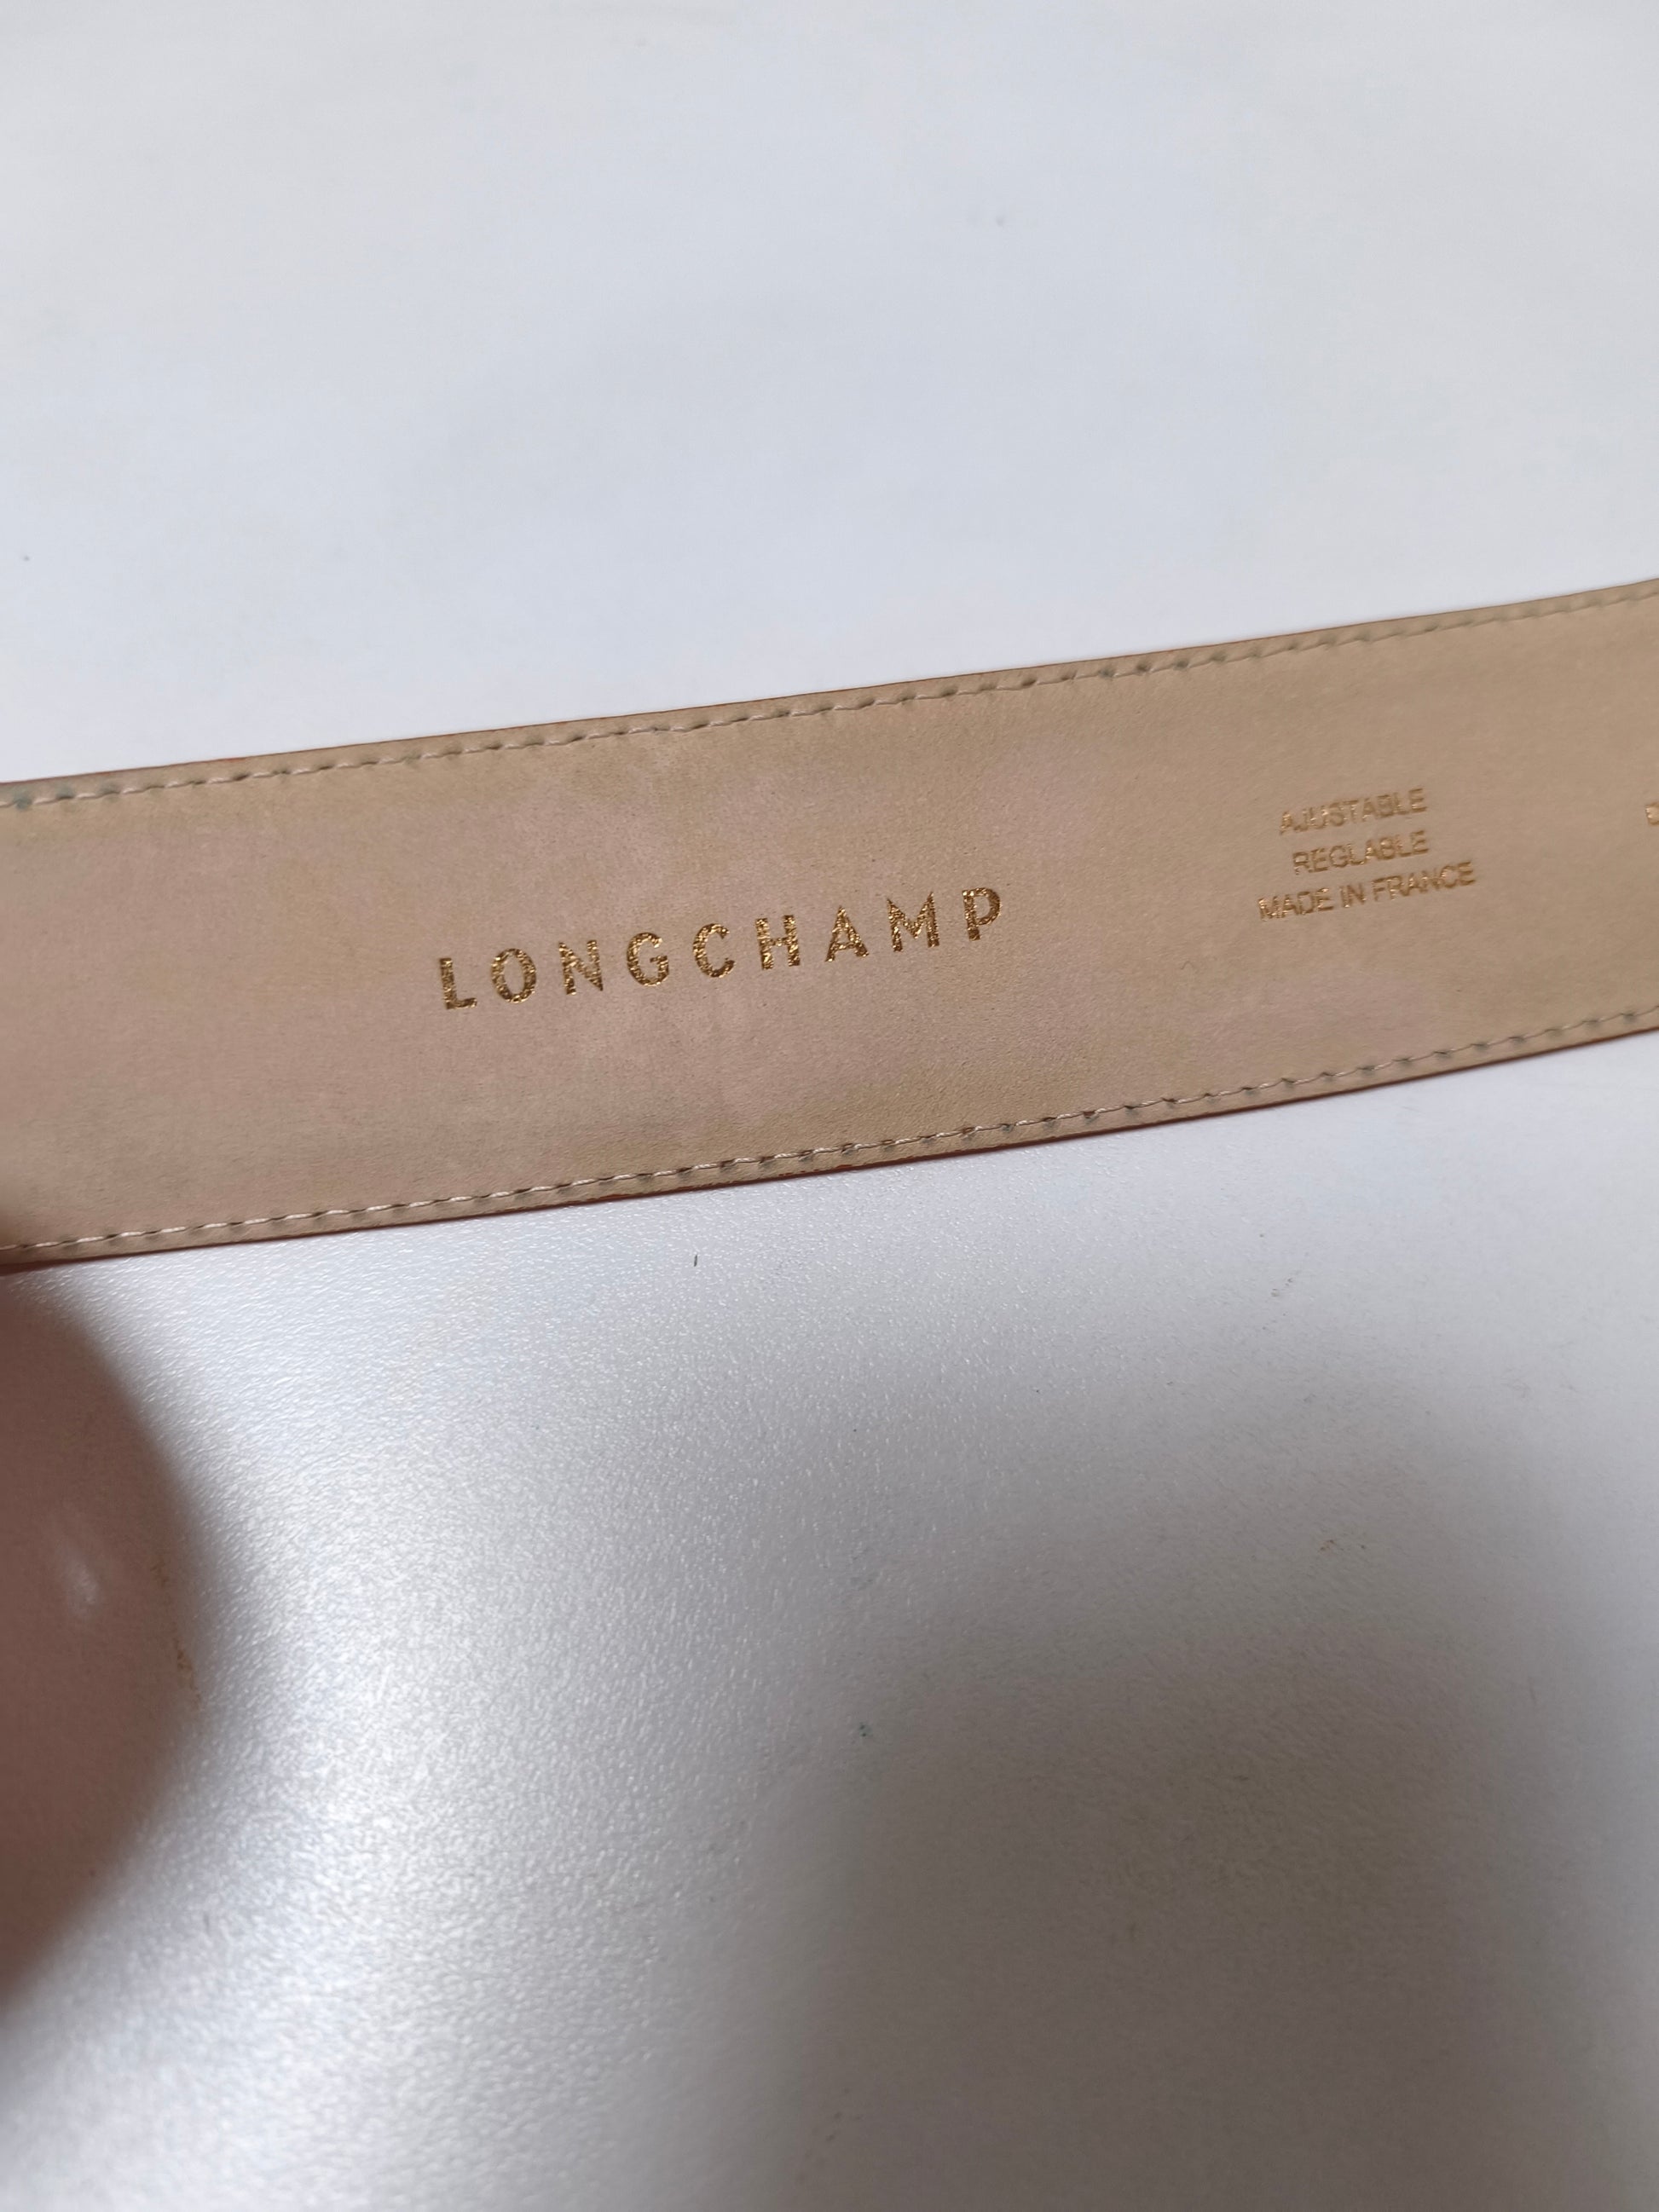 LONGCHAMP
AJUSTABLE
REGLABLE
MADE IN FRANCE